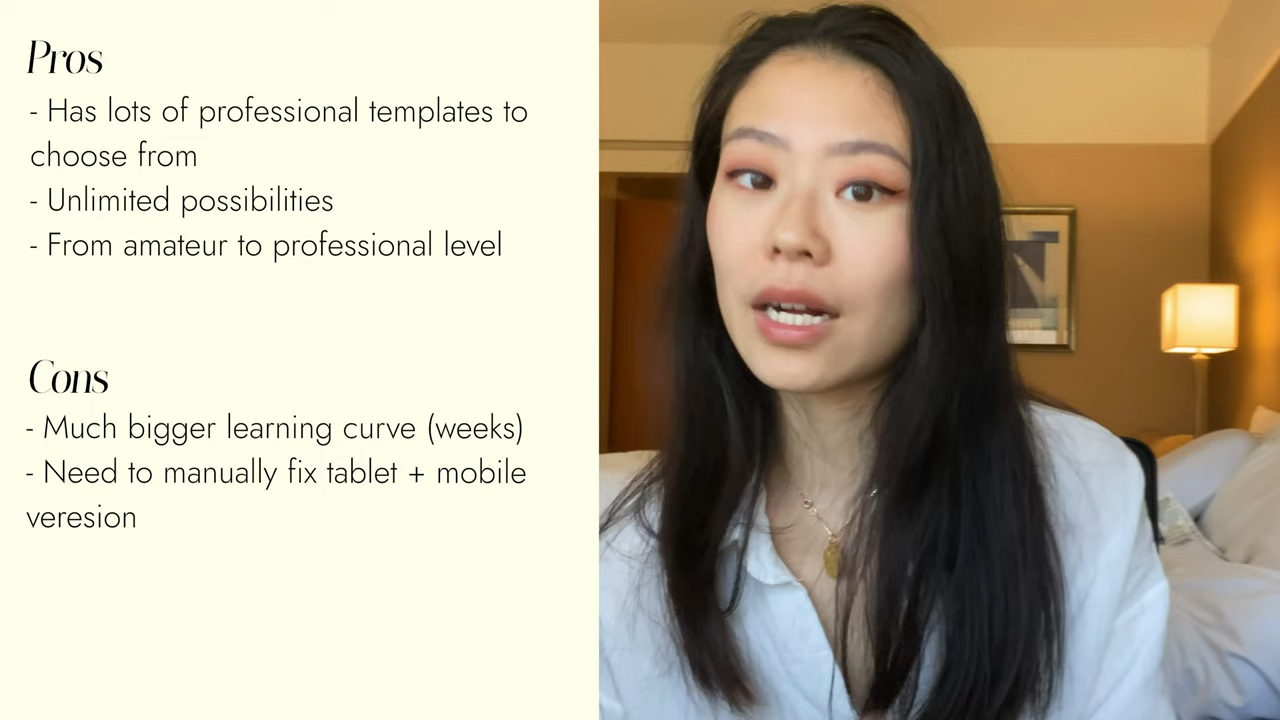 Pros
- Has lots of professional templates to
choose from
- Unlimited possibilities
- From amateur to professional level
Cons
- Much bigger learning curve (weeks)
- Need to manually fix tablet + mobile
veresion